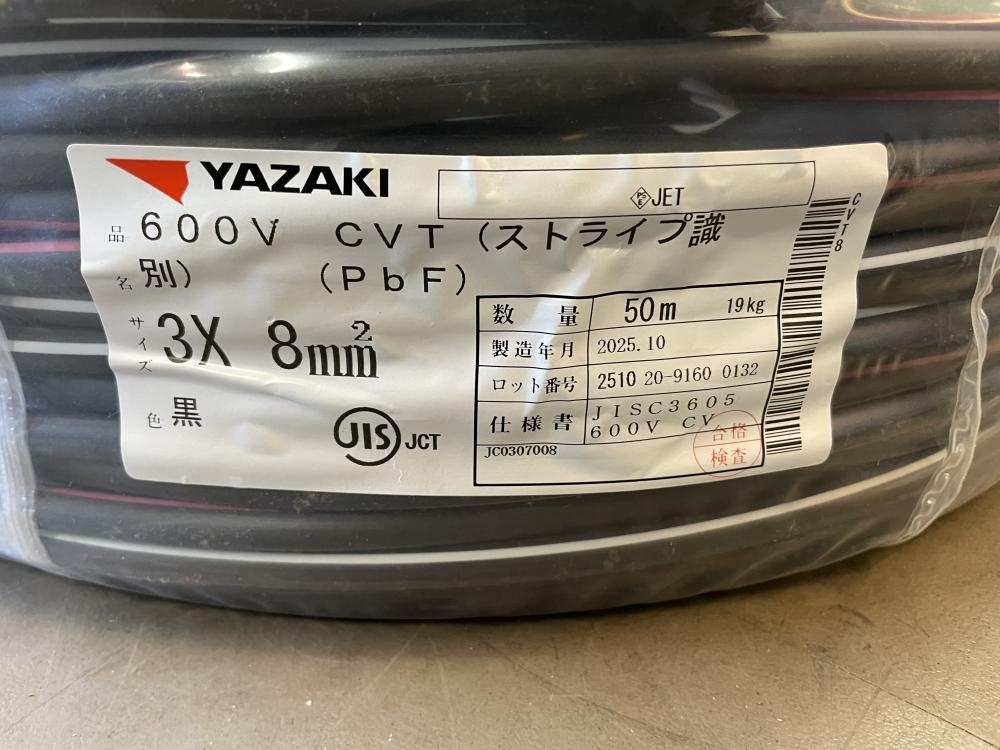 YAZAKI
PSE JET
品名 600V CVT (ストライプ識
別) (PbF)
サイズ 3X 8mm²
色 黒
JIS JCT
数量 50m 19kg
製造年月 2025.10
ロット番号 2510 20-9160 0132
仕様書 JISC3605
600V CV
JC0307008
合格
検査
CVT8